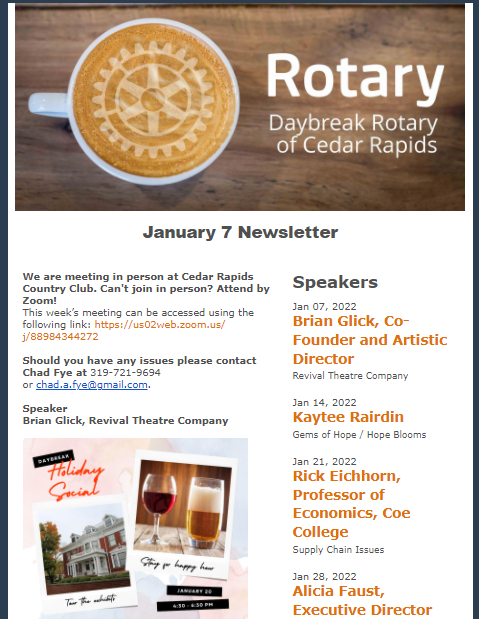 Rotary
Daybreak Rotary
of Cedar Rapids
January 7 Newsletter
We are meeting in person at Cedar Rapids
Country Club. Can't join in person? Attend by
Zoom!
This week's meeting can be accessed using the
following link: https://us02web.zoom.us/
j/88984344272
Should you have any issues please contact
Chad Fye at 319-721-9694
or chad.a.fye@gmail.com.
Speaker
Brian Glick, Revival Theatre Company
DAYBREAK
Holiday
Social
Tour the exhibits
Stay for happy hour
JANUARY 20
4:30 - 6:30 PM
Speakers
Jan 07, 2022
Brian Glick, Co-
Founder and Artistic
Director
Revival Theatre Company
Jan 14, 2022
Kaytee Rairdin
Gems of Hope / Hope Blooms
Jan 21, 2022
Rick Eichhorn,
Professor of
Economics, Coe
College
Supply Chain Issues
Jan 28, 2022
Alicia Faust,
Executive Director